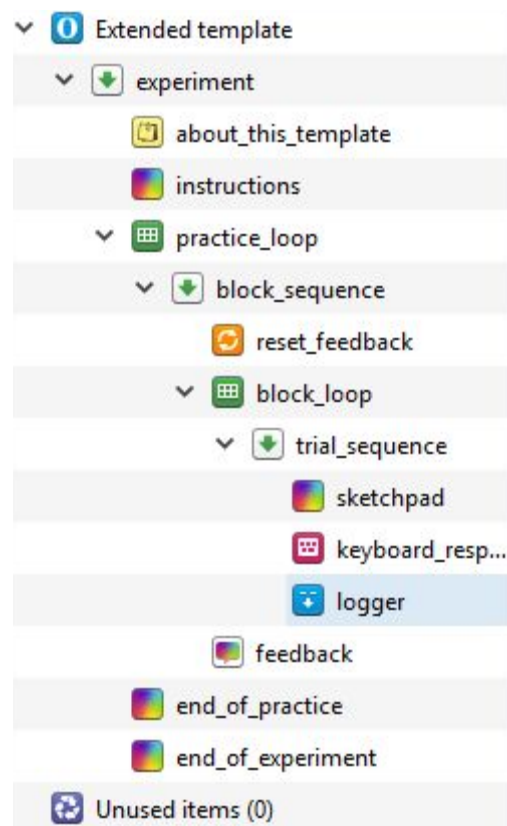 Extended template
experiment
about_this_template
instructions
practice_loop
block_sequence
reset_feedback
block_loop
trial_sequence
sketchpad
keyboard_resp...
logger
feedback
end_of_practice
end_of_experiment
Unused items (0)